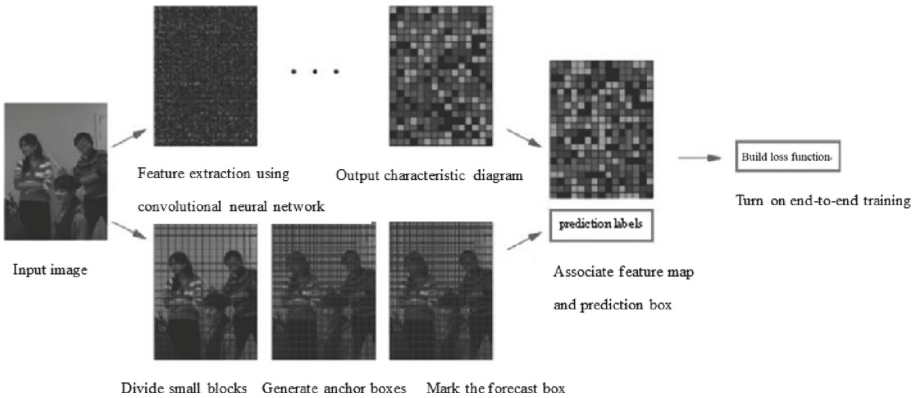 Input image
Feature extraction using
convolutional neural network
Output characteristic diagram
Divide small blocks
Generate anchor boxes
Mark the forecast box
prediction labels
Associate feature map
and prediction box
Build loss function.
Turn on end-to-end training